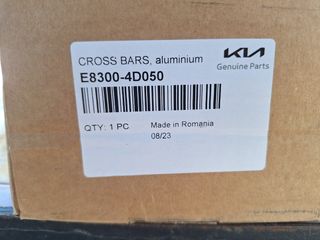 CROSS BARS, aluminium
KIA
E8300-4D050
Genuine Parts
QTY: 1 PC
Made in Romania
08/23